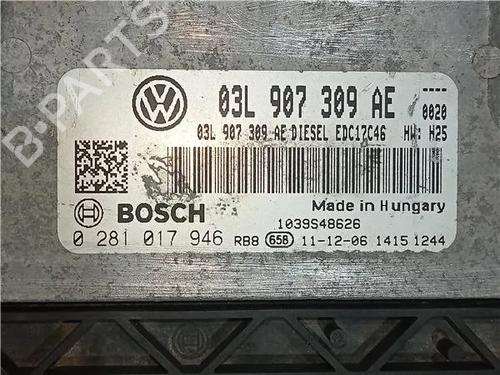 B-PARTS
03L 907 309 AE ----
0020
03L 907 309 AE DIESEL EDC17C46 HW: H25
Made in Hungary
BOSCH
1039S48626
0 281 017 946 RB8 656 11-12-06 1415 1244